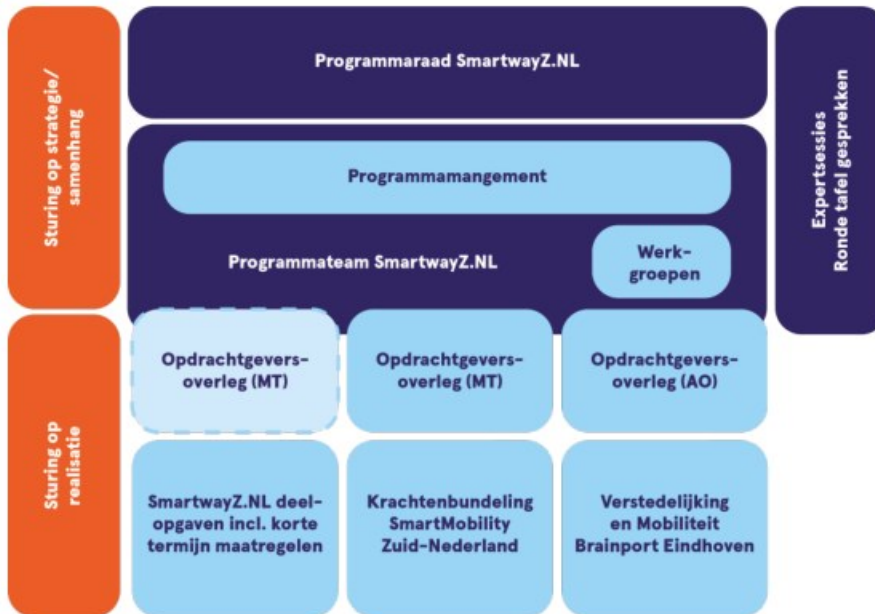 Sturing op strategie/
samenhang
Programmaraad SmartwayZ.NL
Programmamangement
Programmateam SmartwayZ.NL
Werk-
groepen
Expertsessies
Ronde tafel gesprekken
Sturing op
realisatie
Opdrachtgevers-
overleg (MT)
Opdrachtgevers-
overleg (MT)
Opdrachtgevers-
overleg (AO)
SmartwayZ.NL deel-
opgaven incl. korte
termijn maatregelen
Krachtenbundeling
SmartMobility
Zuid-Nederland
Verstedelijking
en Mobiliteit
Brainport Eindhoven